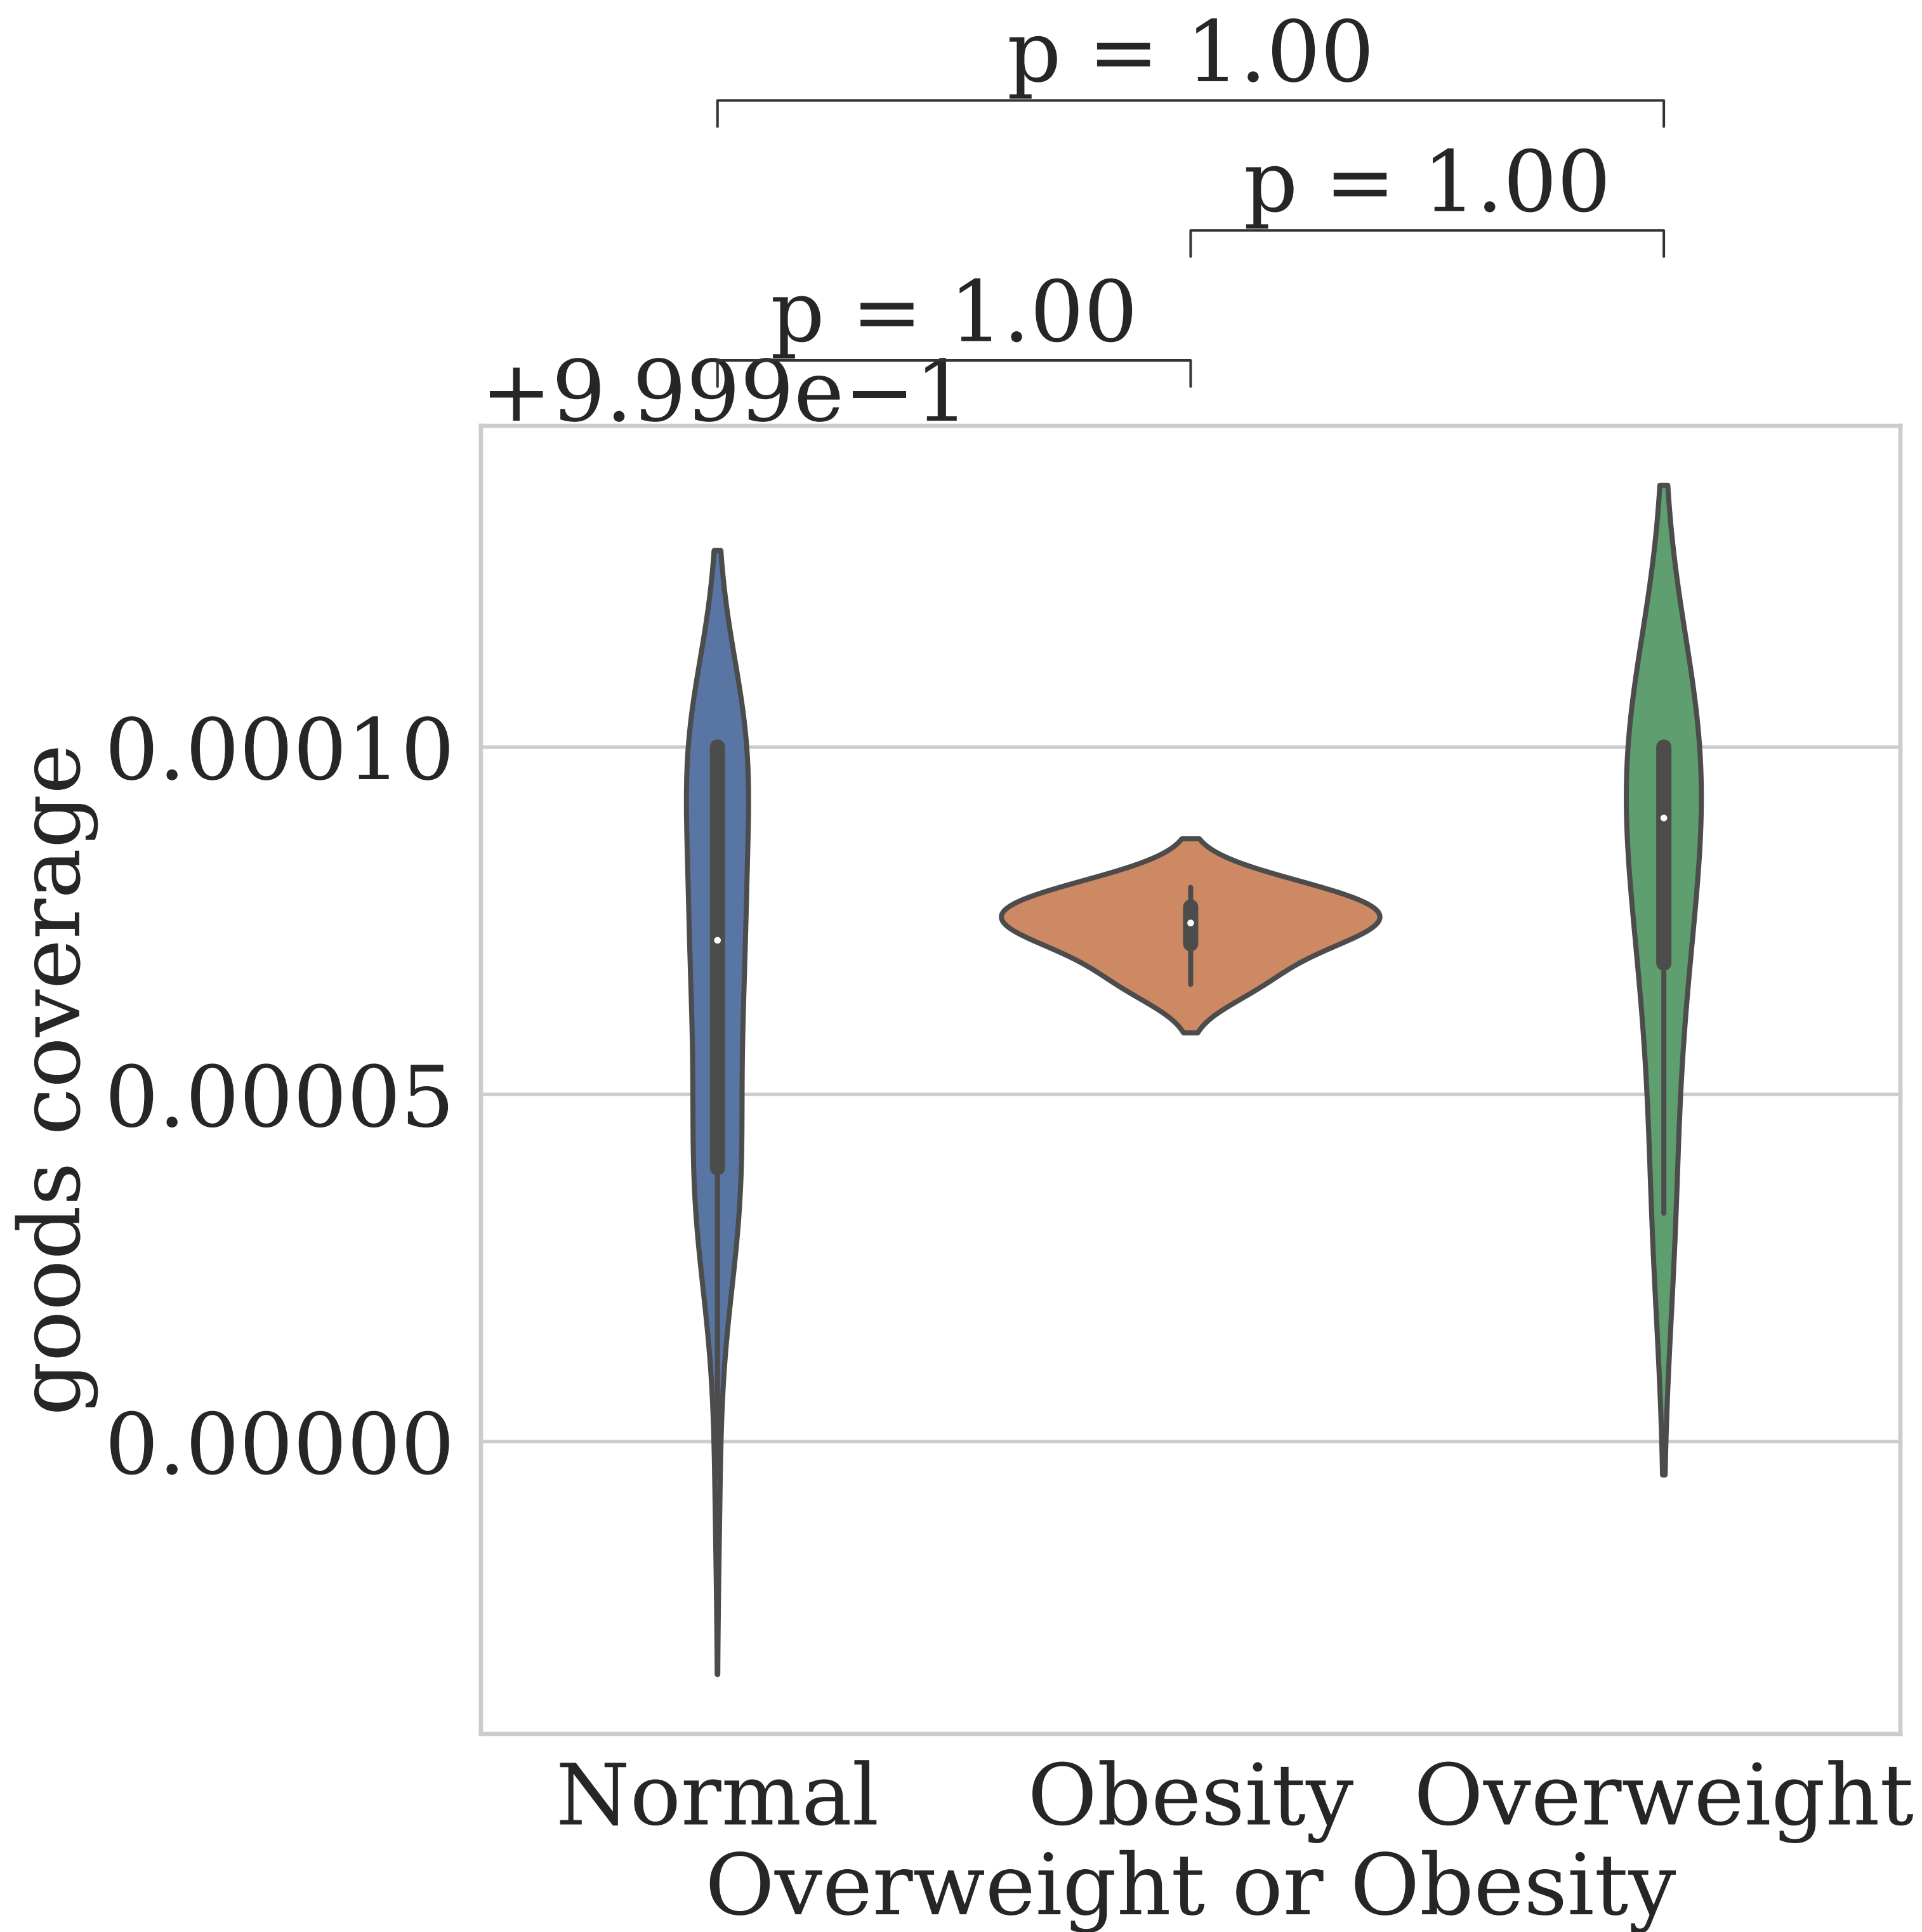 p = 1.00
p = 1.00
p = 1.00
+9.999e−1
goods coverage
0.00010
0.00005
0.00000
Normal Obesity Overweight
Overweight or Obesity